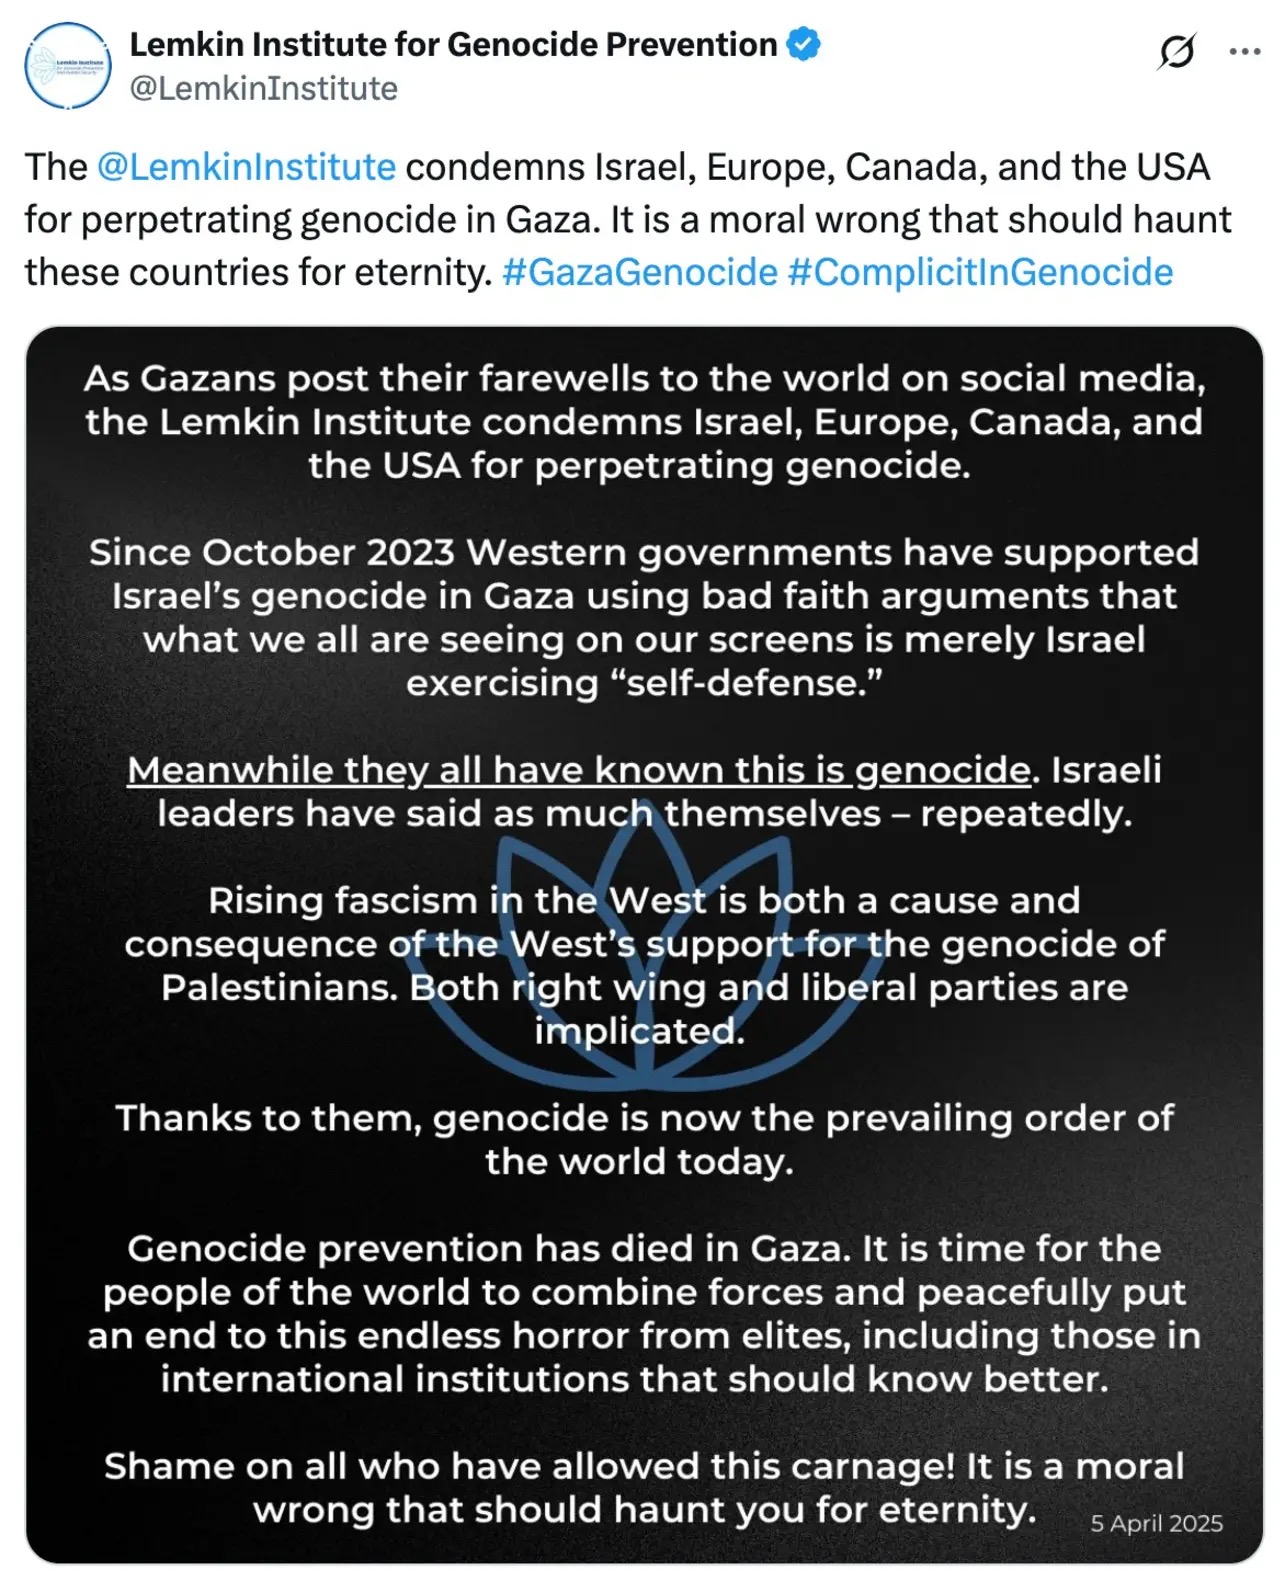 Lemkin Institute for Genocide Prevention
@LemkinInstitute
The @LemkinInstitute condemns Israel, Europe, Canada, and the USA
for perpetrating genocide in Gaza. It is a moral wrong that should haunt
these countries for eternity. #GazaGenocide #ComplicitInGenocide
As Gazans post their farewells to the world on social media,
the Lemkin Institute condemns Israel, Europe, Canada, and
the USA for perpetrating genocide.
Since October 2023 Western governments have supported
Israel’s genocide in Gaza using bad faith arguments that
what we all are seeing on our screens is merely Israel
exercising “self-defense.”
Meanwhile they all have known this is genocide. Israeli
leaders have said as much themselves – repeatedly.
Rising fascism in the West is both a cause and
consequence of the West’s support for the genocide of
Palestinians. Both right wing and liberal parties are
implicated.
Thanks to them, genocide is now the prevailing order of
the world today.
Genocide prevention has died in Gaza. It is time for the
people of the world to combine forces and peacefully put
an end to this endless horror from elites, including those in
international institutions that should know better.
Shame on all who have allowed this carnage! It is a moral
wrong that should haunt you for eternity.
5 April 2025